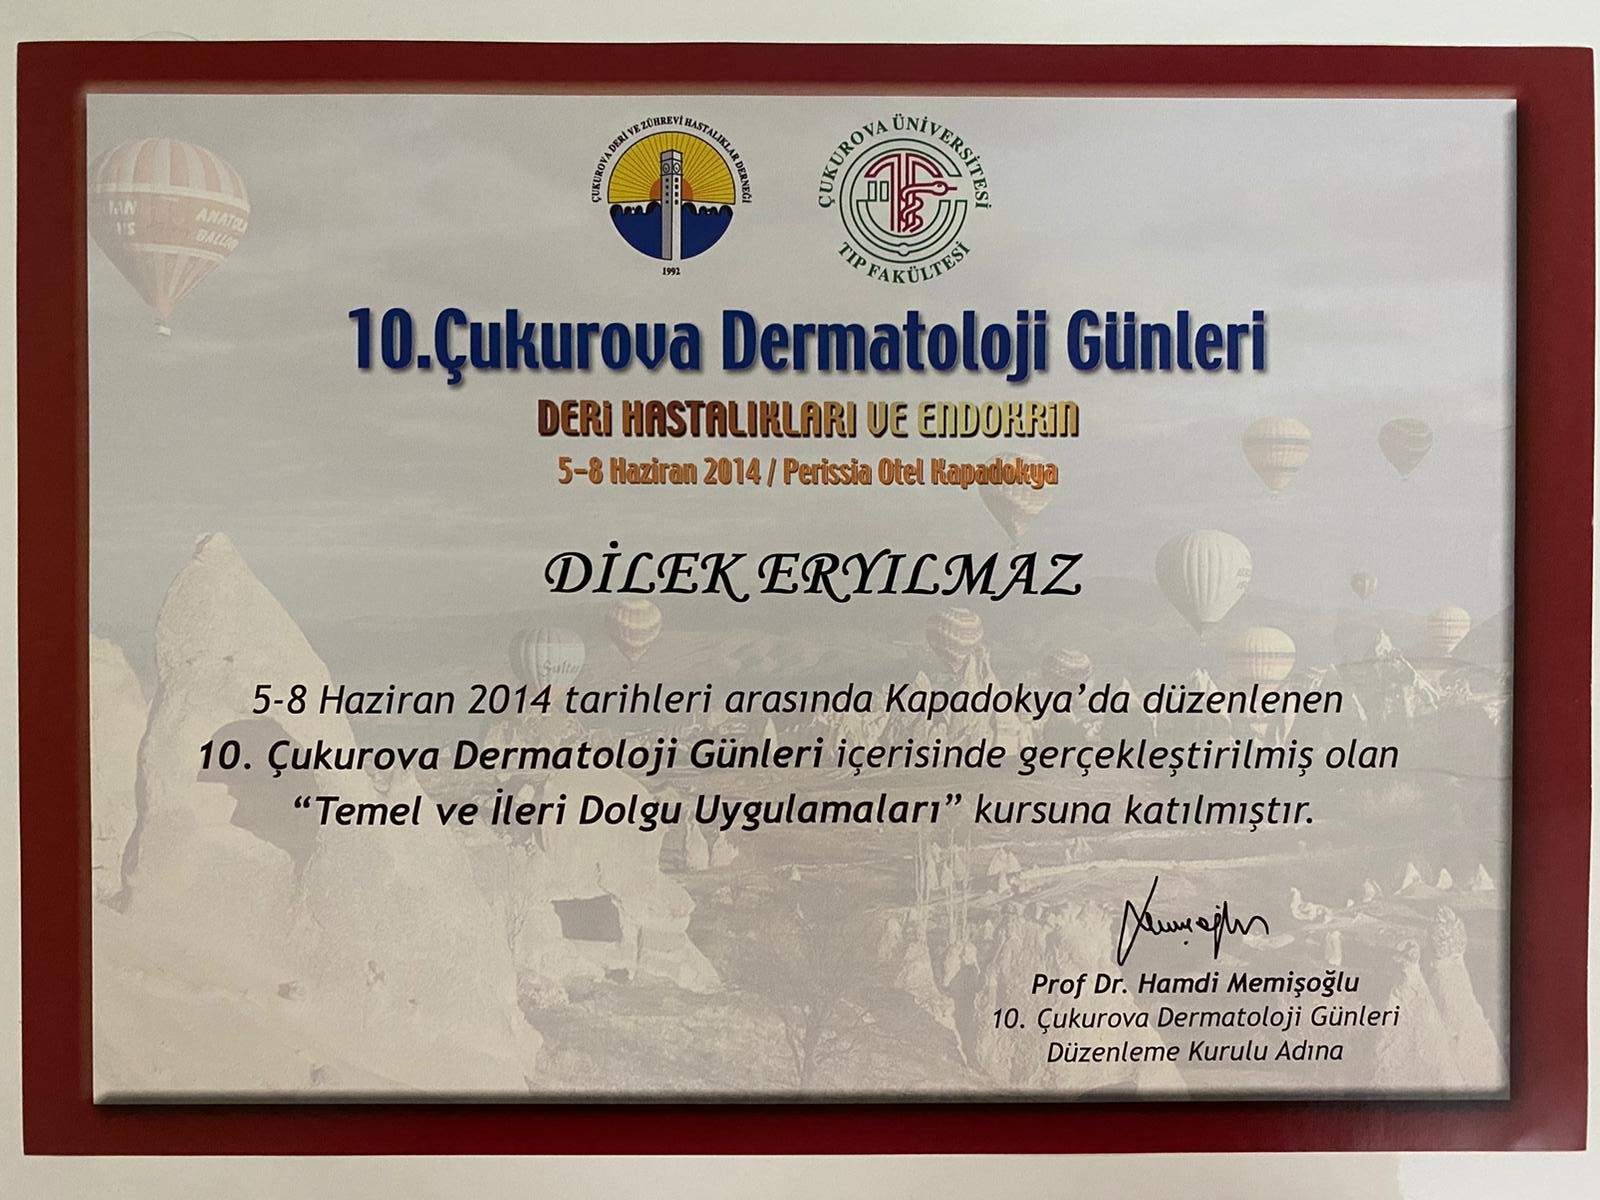 ÇUKUROVA DERİ VE ZÜHREVİ HASTALIKLAR DERNEĞİ
1992
ÇUKUROVA ÜNİVERSİTESİ
TIP FAKÜLTESİ
ANATOLIAN
BALLOONS
10.Çukurova Dermatoloji Günleri
DERİ HASTALIKLARI VE ENDOKRİN
5-8 Haziran 2014 / Perissia Otel Kapadokya
DİLEK ERYILMAZ
Sultan
5-8 Haziran 2014 tarihleri arasında Kapadokya'da düzenlenen
10. Çukurova Dermatoloji Günleri içerisinde gerçekleştirilmiş olan
“Temel ve İleri Dolgu Uygulamaları” kursuna katılmıştır.
Prof Dr. Hamdi Memişoğlu
10. Çukurova Dermatoloji Günleri
Düzenleme Kurulu Adına